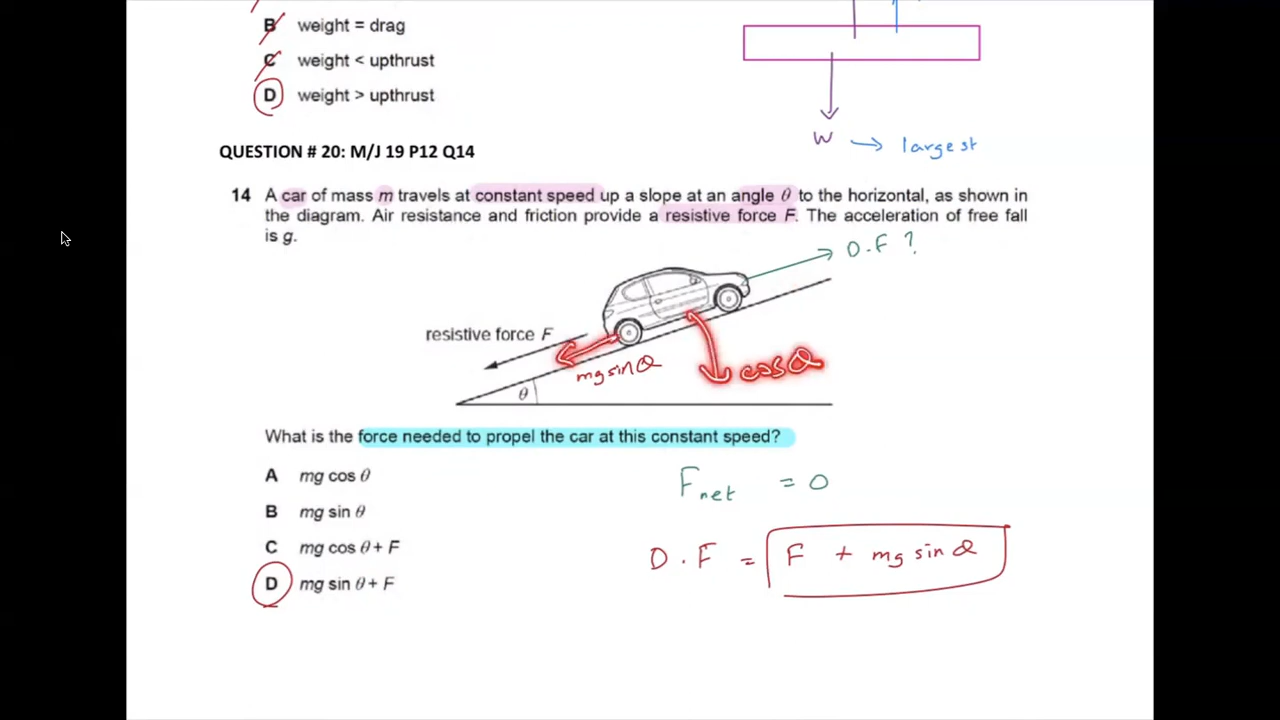 B weight = drag
C weight < upthrust
D weight > upthrust
W → largest
QUESTION # 20: M/J 19 P12 Q14
14 A car of mass m travels at constant speed up a slope at an angle θ to the horizontal, as shown in
the diagram. Air resistance and friction provide a resistive force F. The acceleration of free fall
is g.
D.F ?
resistive force F
mg sin θ
cos θ
θ
What is the force needed to propel the car at this constant speed?
A mg cos θ
B mg sin θ
C mg cos θ + F
D mg sin θ + F
Fnet = 0
D.F = F + mg sin θ